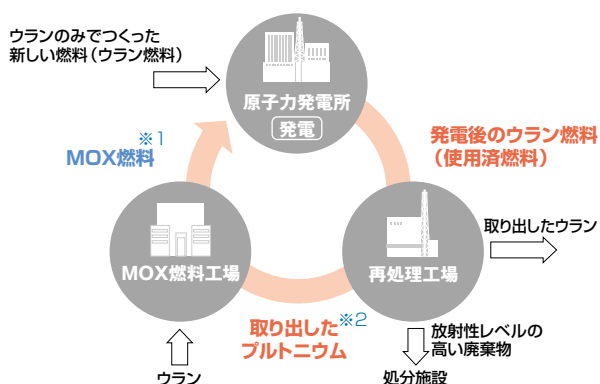 ウランのみでつくった
新しい燃料（ウラン燃料）
原子力発電所
発電
※1
MOX燃料
発電後のウラン燃料
（使用済燃料）
MOX燃料工場
再処理工場
取り出したウラン
取り出した※2
プルトニウム
放射性レベルの
高い廃棄物
ウラン
処分施設